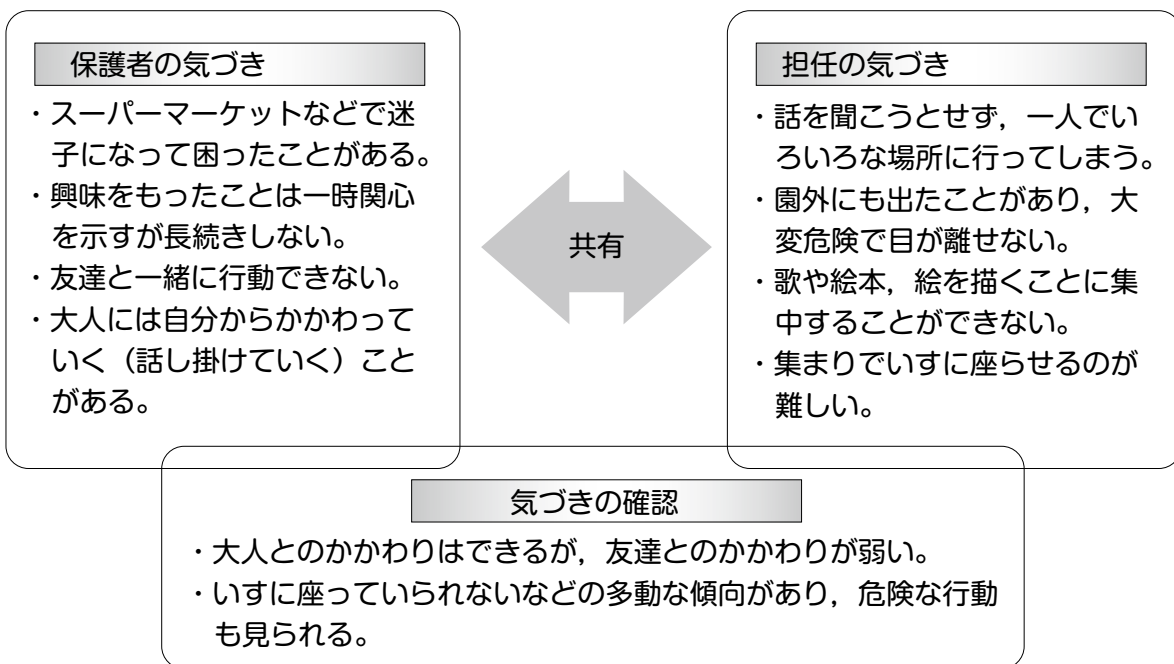 保護者の気づき
・スーパーマーケットなどで迷
子になって困ったことがある。
・興味をもったことは一時関心
を示すが長続きしない。
・友達と一緒に行動できない。
・大人には自分からかかわって
いく（話し掛けていく）こと
がある。
共有
担任の気づき
・話を聞こうとせず，一人でい
ろいろな場所に行ってしまう。
・園外にも出たことがあり，大
変危険で目が離せない。
・歌や絵本，絵を描くことに集
中することができない。
・集まりでいすに座らせるのが
難しい。
気づきの確認
・大人とのかかわりはできるが，友達とのかかわりが弱い。
・いすに座っていられないなどの多動な傾向があり，危険な行動
も見られる。